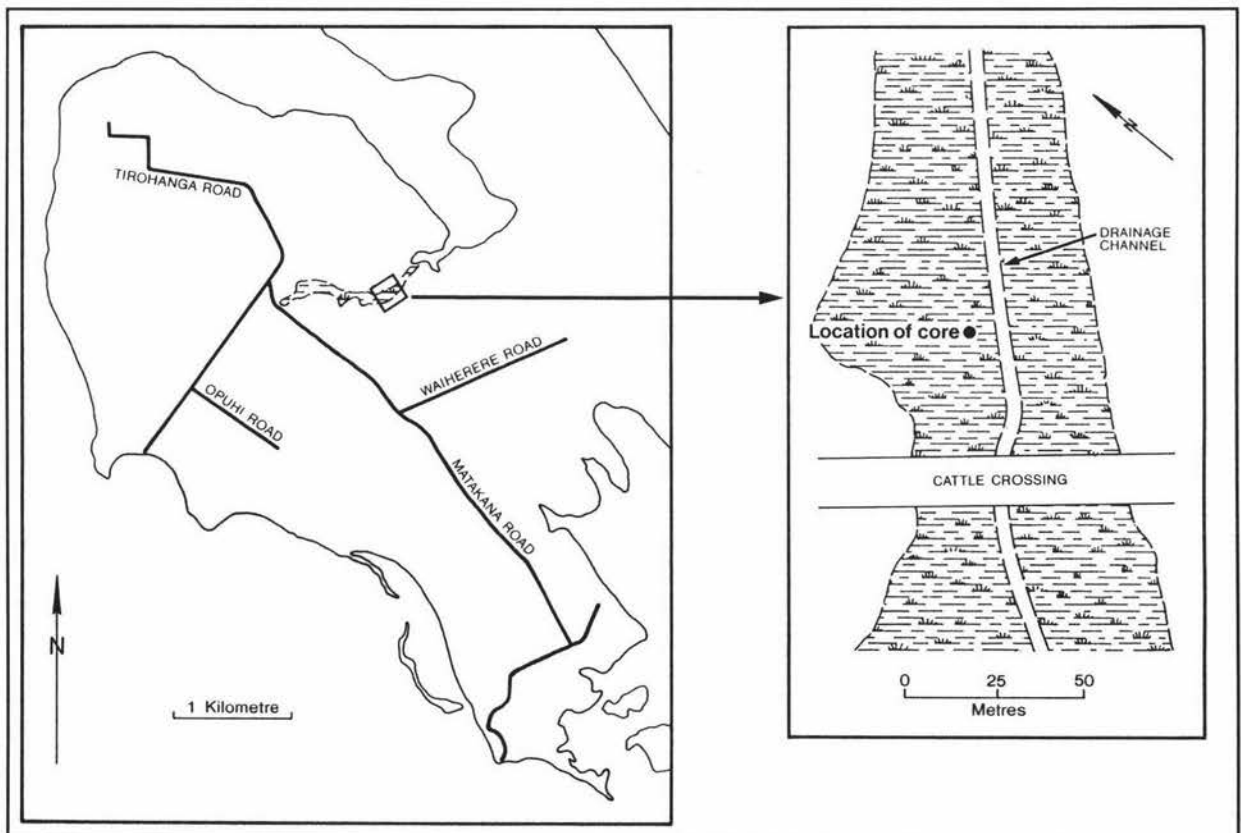 TIROHANGA ROAD
WAIHERERE ROAD
OPUHI ROAD
MATAKANA ROAD
N
1 Kilometre
N
DRAINAGE
CHANNEL
Location of core
CATTLE CROSSING
0 25 50
Metres